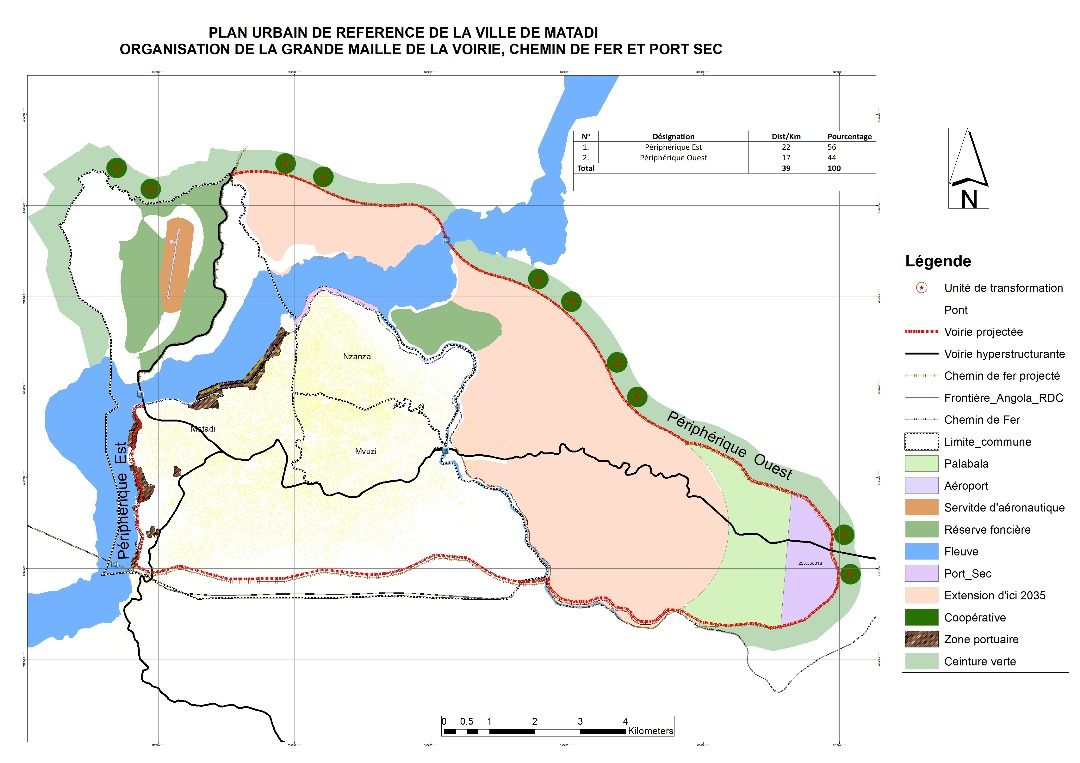 PLAN URBAIN DE REFERENCE DE LA VILLE DE MATADI
ORGANISATION DE LA GRANDE MAILLE DE LA VOIRIE, CHEMIN DE FER ET PORT SEC
N° Désignation Dist/Km Pourcentage
1. Péripherique Est 22 56
2. Péripherique Ouest 17 44
Total 39 100
N
Nzanza
Matadi
Mvuzi
Périphérique Est
Périphérique Ouest
0 0.5 1 2 3 4
Kilometers
Légende
Unité de transformation
Pont
Voirie projectée
Voirie hyperstructurante
Chemin de fer projecté
Frontière_Angola_RDC
Chemin de Fer
Limite_commune
Palabala
Aéroport
Servitde d'aéronautique
Réserve foncière
Fleuve
Port_Sec
Extension d'ici 2035
Coopérative
Zone portuaire
Ceinture verte